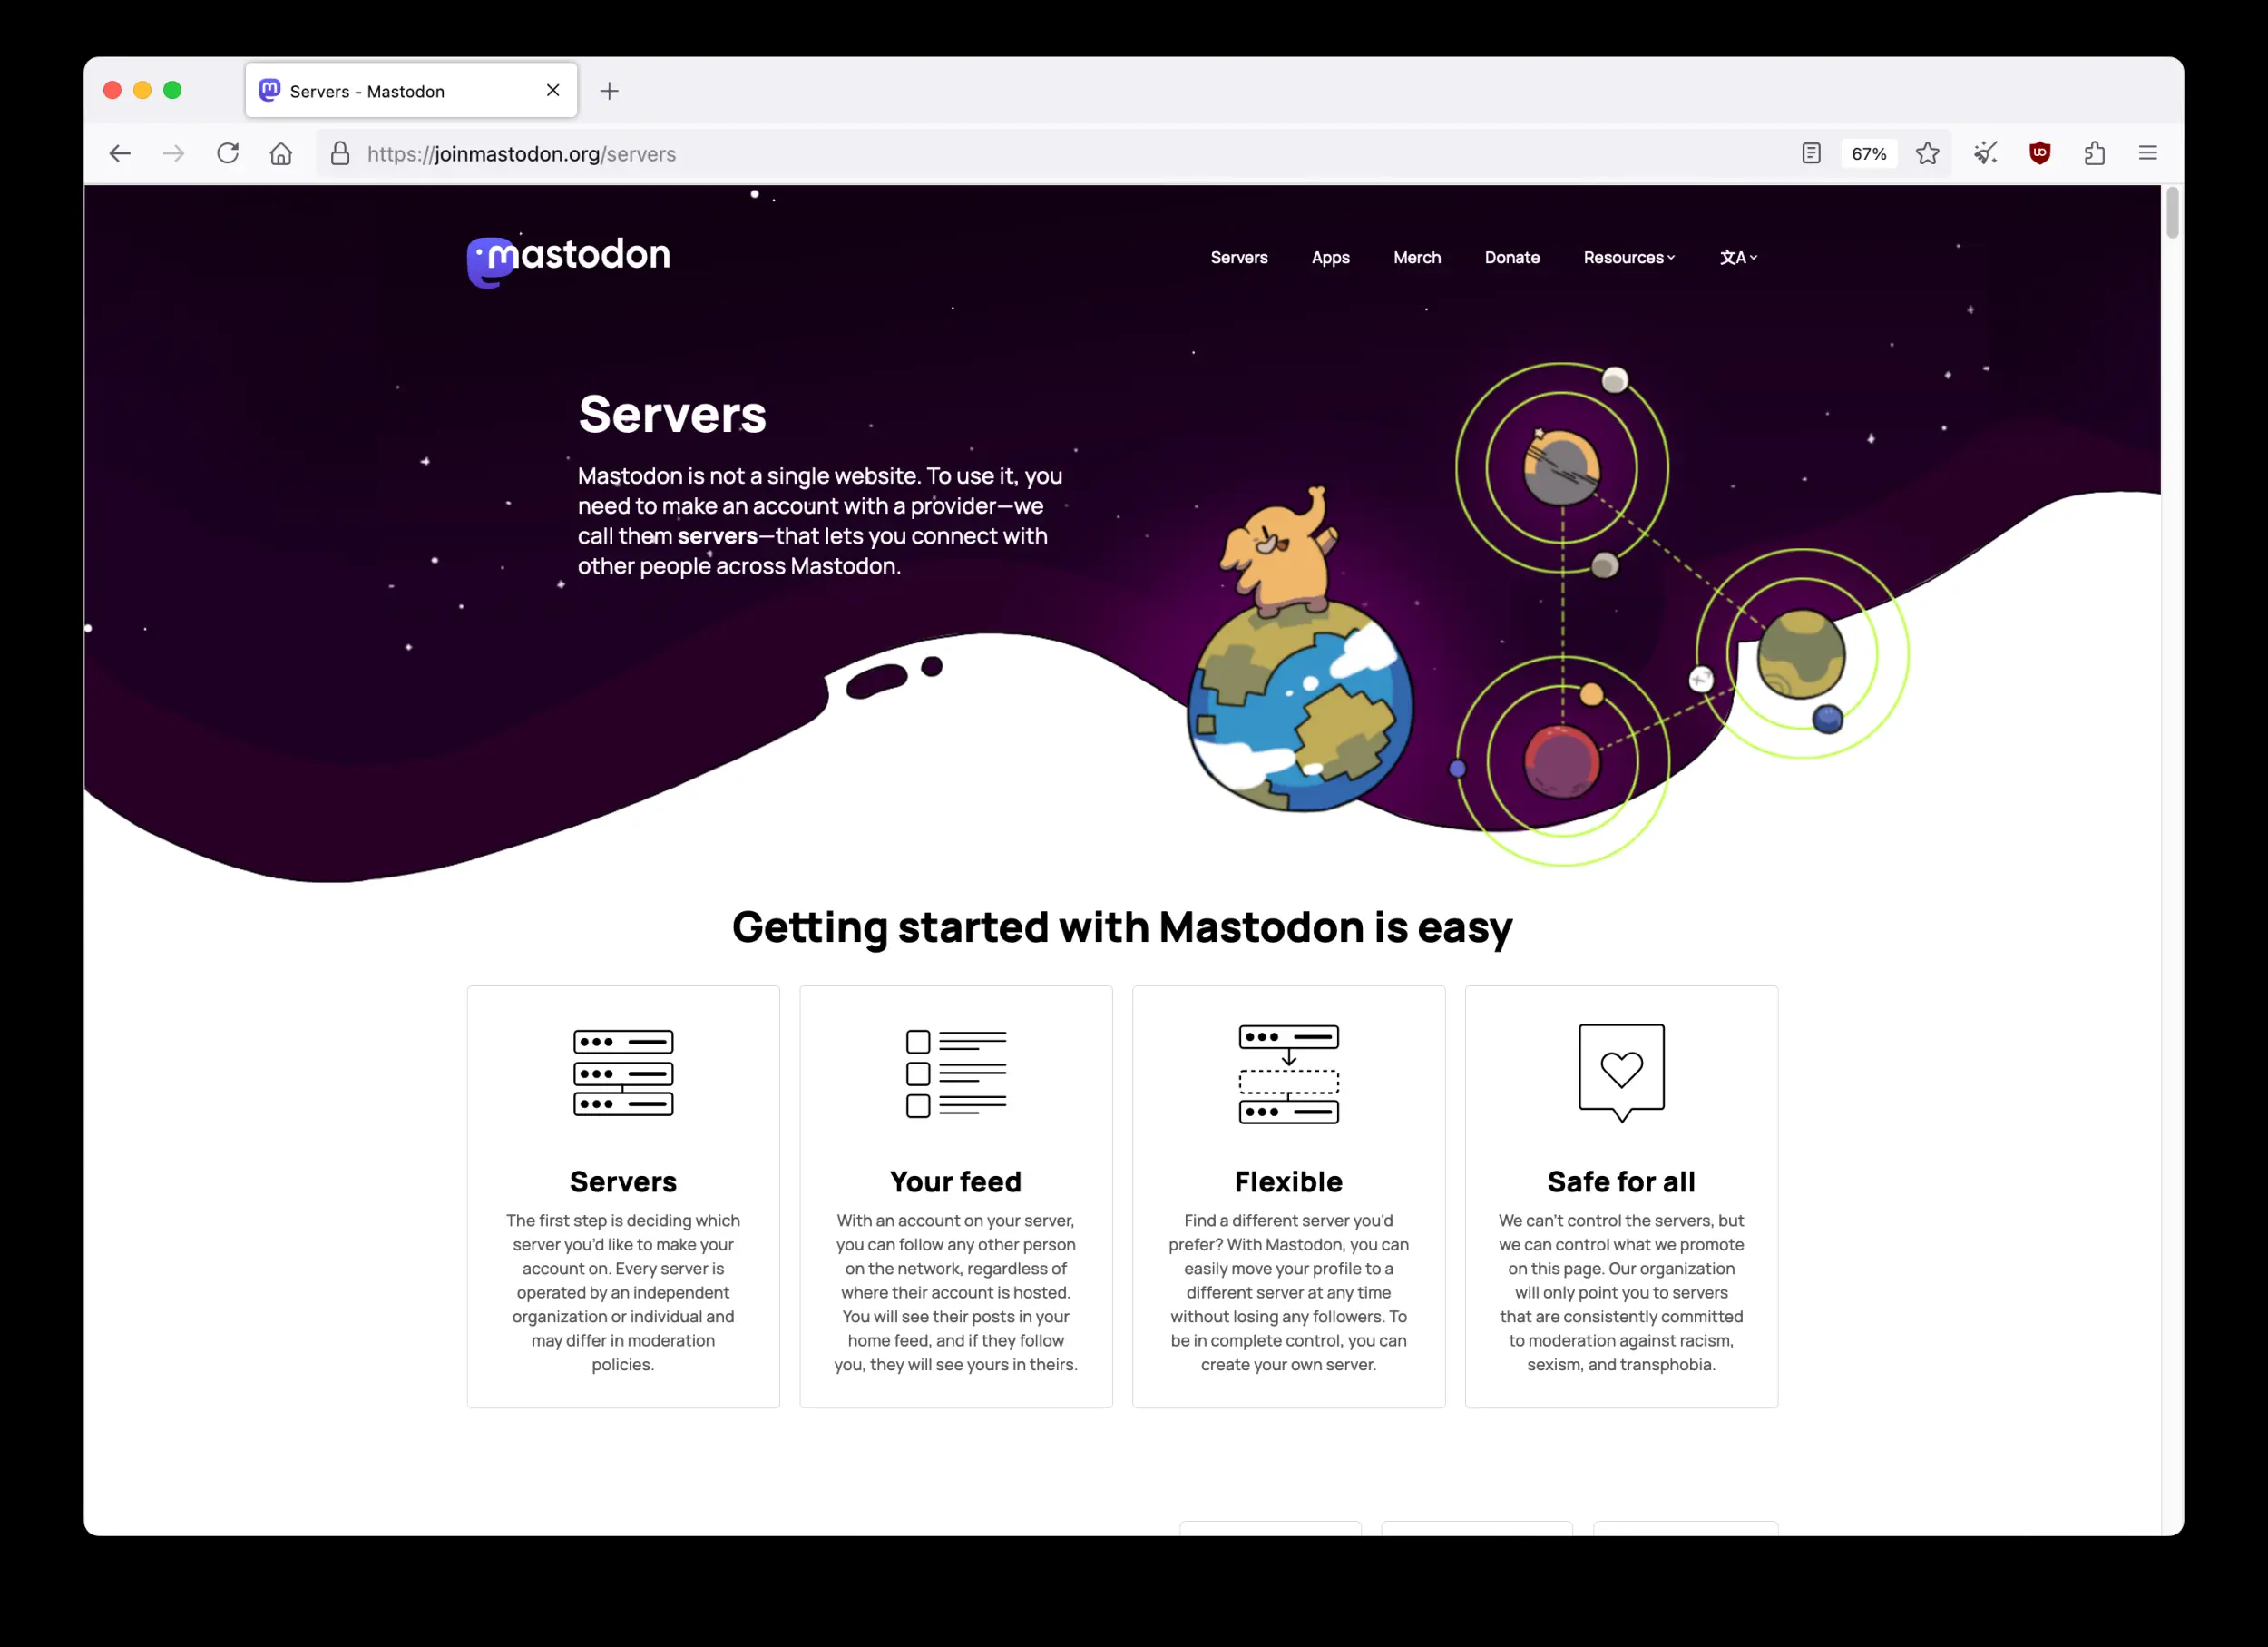 Servers - Mastodon
https://joinmastodon.org/servers
67%
mastodon
Servers Apps Merch Donate Resources 文A
Servers
Mastodon is not a single website. To use it, you
need to make an account with a provider—we
call them servers—that lets you connect with
other people across Mastodon.
Getting started with Mastodon is easy
Servers
The first step is deciding which
server you'd like to make your
account on. Every server is
operated by an independent
organization or individual and
may differ in moderation
policies.
Your feed
With an account on your server,
you can follow any other person
on the network, regardless of
where their account is hosted.
You will see their posts in your
home feed, and if they follow
you, they will see yours in theirs.
Flexible
Find a different server you'd
prefer? With Mastodon, you can
easily move your profile to a
different server at any time
without losing any followers. To
be in complete control, you can
create your own server.
Safe for all
We can't control the servers, but
we can control what we promote
on this page. Our organization
will only point you to servers
that are consistently committed
to moderation against racism,
sexism, and transphobia.